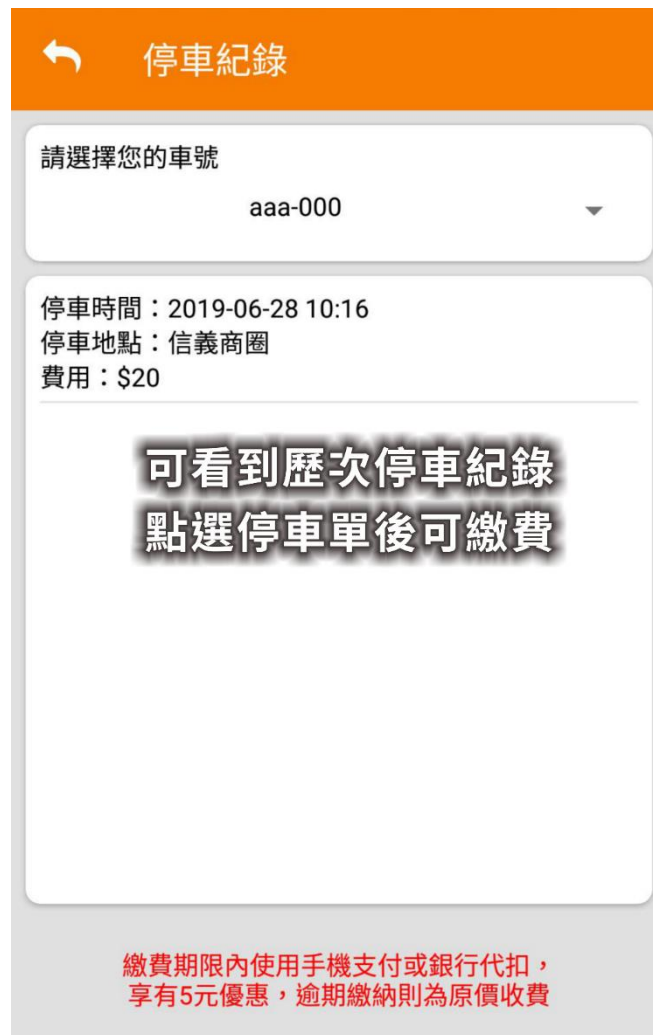 停車紀錄
請選擇您的車號
aaa-000
停車時間：2019-06-28 10:16
停車地點：信義商圈
費用：$20
可看到歷次停車紀錄
點選停車單後可繳費
繳費期限內使用手機支付或銀行代扣，
享有5元優惠，逾期繳納則為原價收費